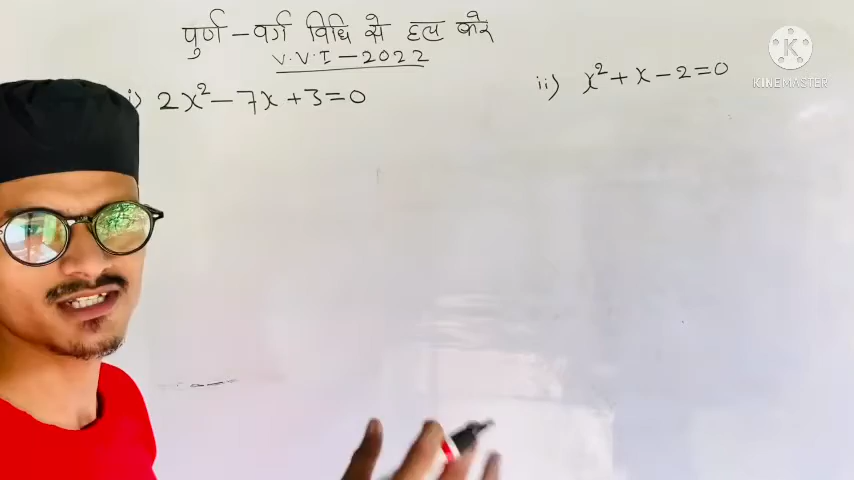 पुर्ण - वर्ग विधि से हल करे
V.V.I - 2022
i) 2x² - 7x + 3 = 0
ii) x² + x - 2 = 0
KINEMASTER